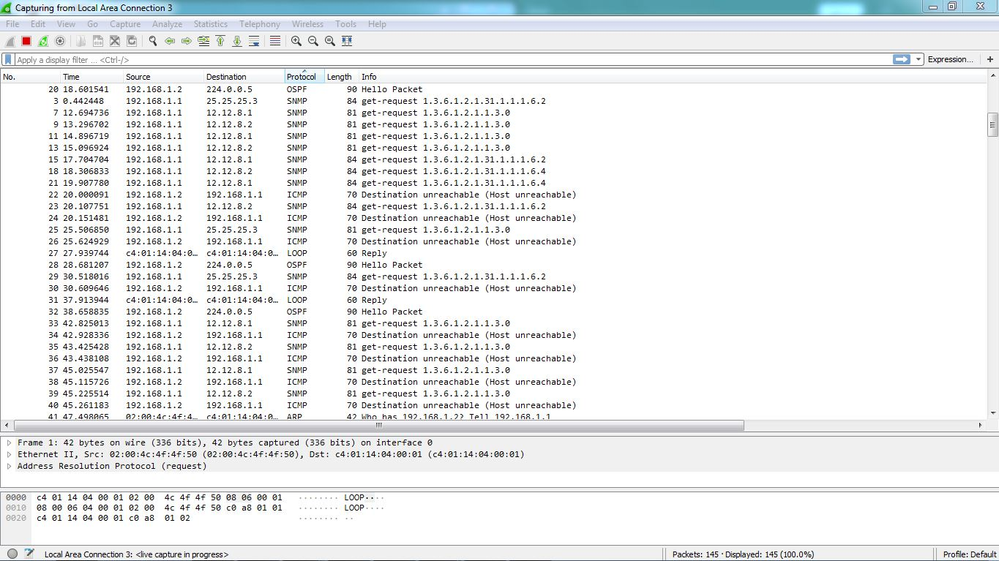 Capturing from Local Area Connection 3
File Edit View Go Capture Analyze Statistics Telephony Wireless Tools Help
Apply a display filter ... <Ctrl-/> Expression... +
No. Time Source Destination Protocol Length Info
20 18.601541 192.168.1.2 224.0.0.5 OSPF 90 Hello Packet
3 0.442448 192.168.1.1 25.25.25.3 SNMP 84 get-request 1.3.6.1.2.1.31.1.1.1.6.2
7 12.694736 192.168.1.1 12.12.8.1 SNMP 81 get-request 1.3.6.1.2.1.1.3.0
9 13.296702 192.168.1.1 12.12.8.2 SNMP 81 get-request 1.3.6.1.2.1.1.3.0
11 14.896719 192.168.1.1 12.12.8.1 SNMP 81 get-request 1.3.6.1.2.1.1.3.0
13 15.096924 192.168.1.1 12.12.8.2 SNMP 81 get-request 1.3.6.1.2.1.1.3.0
15 17.704704 192.168.1.1 12.12.8.1 SNMP 84 get-request 1.3.6.1.2.1.31.1.1.1.6.2
18 18.306833 192.168.1.1 12.12.8.2 SNMP 84 get-request 1.3.6.1.2.1.31.1.1.1.6.4
21 19.907780 192.168.1.1 12.12.8.1 SNMP 84 get-request 1.3.6.1.2.1.31.1.1.1.6.4
22 20.000091 192.168.1.2 192.168.1.1 ICMP 70 Destination unreachable (Host unreachable)
23 20.107751 192.168.1.1 12.12.8.2 SNMP 84 get-request 1.3.6.1.2.1.31.1.1.1.6.2
24 20.151481 192.168.1.2 192.168.1.1 ICMP 70 Destination unreachable (Host unreachable)
25 25.506850 192.168.1.1 25.25.25.3 SNMP 81 get-request 1.3.6.1.2.1.1.3.0
26 25.624929 192.168.1.2 192.168.1.1 ICMP 70 Destination unreachable (Host unreachable)
27 27.939744 c4:01:14:04:0… c4:01:14:04:0… LOOP 60 Reply
28 28.681207 192.168.1.2 224.0.0.5 OSPF 90 Hello Packet
29 30.518016 192.168.1.1 25.25.25.3 SNMP 84 get-request 1.3.6.1.2.1.31.1.1.1.6.2
30 30.609646 192.168.1.2 192.168.1.1 ICMP 70 Destination unreachable (Host unreachable)
31 37.913944 c4:01:14:04:0… c4:01:14:04:0… LOOP 60 Reply
32 38.658835 192.168.1.2 224.0.0.5 OSPF 90 Hello Packet
33 42.825013 192.168.1.1 12.12.8.1 SNMP 81 get-request 1.3.6.1.2.1.1.3.0
34 42.928336 192.168.1.2 192.168.1.1 ICMP 70 Destination unreachable (Host unreachable)
35 43.425428 192.168.1.1 12.12.8.2 SNMP 81 get-request 1.3.6.1.2.1.1.3.0
36 43.438108 192.168.1.2 192.168.1.1 ICMP 70 Destination unreachable (Host unreachable)
37 45.025547 192.168.1.1 12.12.8.1 SNMP 81 get-request 1.3.6.1.2.1.1.3.0
38 45.115726 192.168.1.2 192.168.1.1 ICMP 70 Destination unreachable (Host unreachable)
39 45.225514 192.168.1.1 12.12.8.2 SNMP 81 get-request 1.3.6.1.2.1.1.3.0
40 45.261183 192.168.1.2 192.168.1.1 ICMP 70 Destination unreachable (Host unreachable)
41 47.498065 02:00:4c:4f:4… c4:01:14:04:0… ARP 42 Who has 192.168.1.2? Tell 192.168.1.1
Frame 1: 42 bytes on wire (336 bits), 42 bytes captured (336 bits) on interface 0
Ethernet II, Src: 02:00:4c:4f:4f:50 (02:00:4c:4f:4f:50), Dst: c4:01:14:04:00:01 (c4:01:14:04:00:01)
Address Resolution Protocol (request)
0000 c4 01 14 04 00 01 02 00 4c 4f 4f 50 08 06 00 01 ........ LOOP....
0010 08 00 06 04 00 01 02 00 4c 4f 4f 50 c0 a8 01 01 ........ LOOP....
0020 c4 01 14 04 00 01 c0 a8 01 02 ........ ..
Local Area Connection 3: <live capture in progress> Packets: 145 · Displayed: 145 (100.0%) Profile: Default